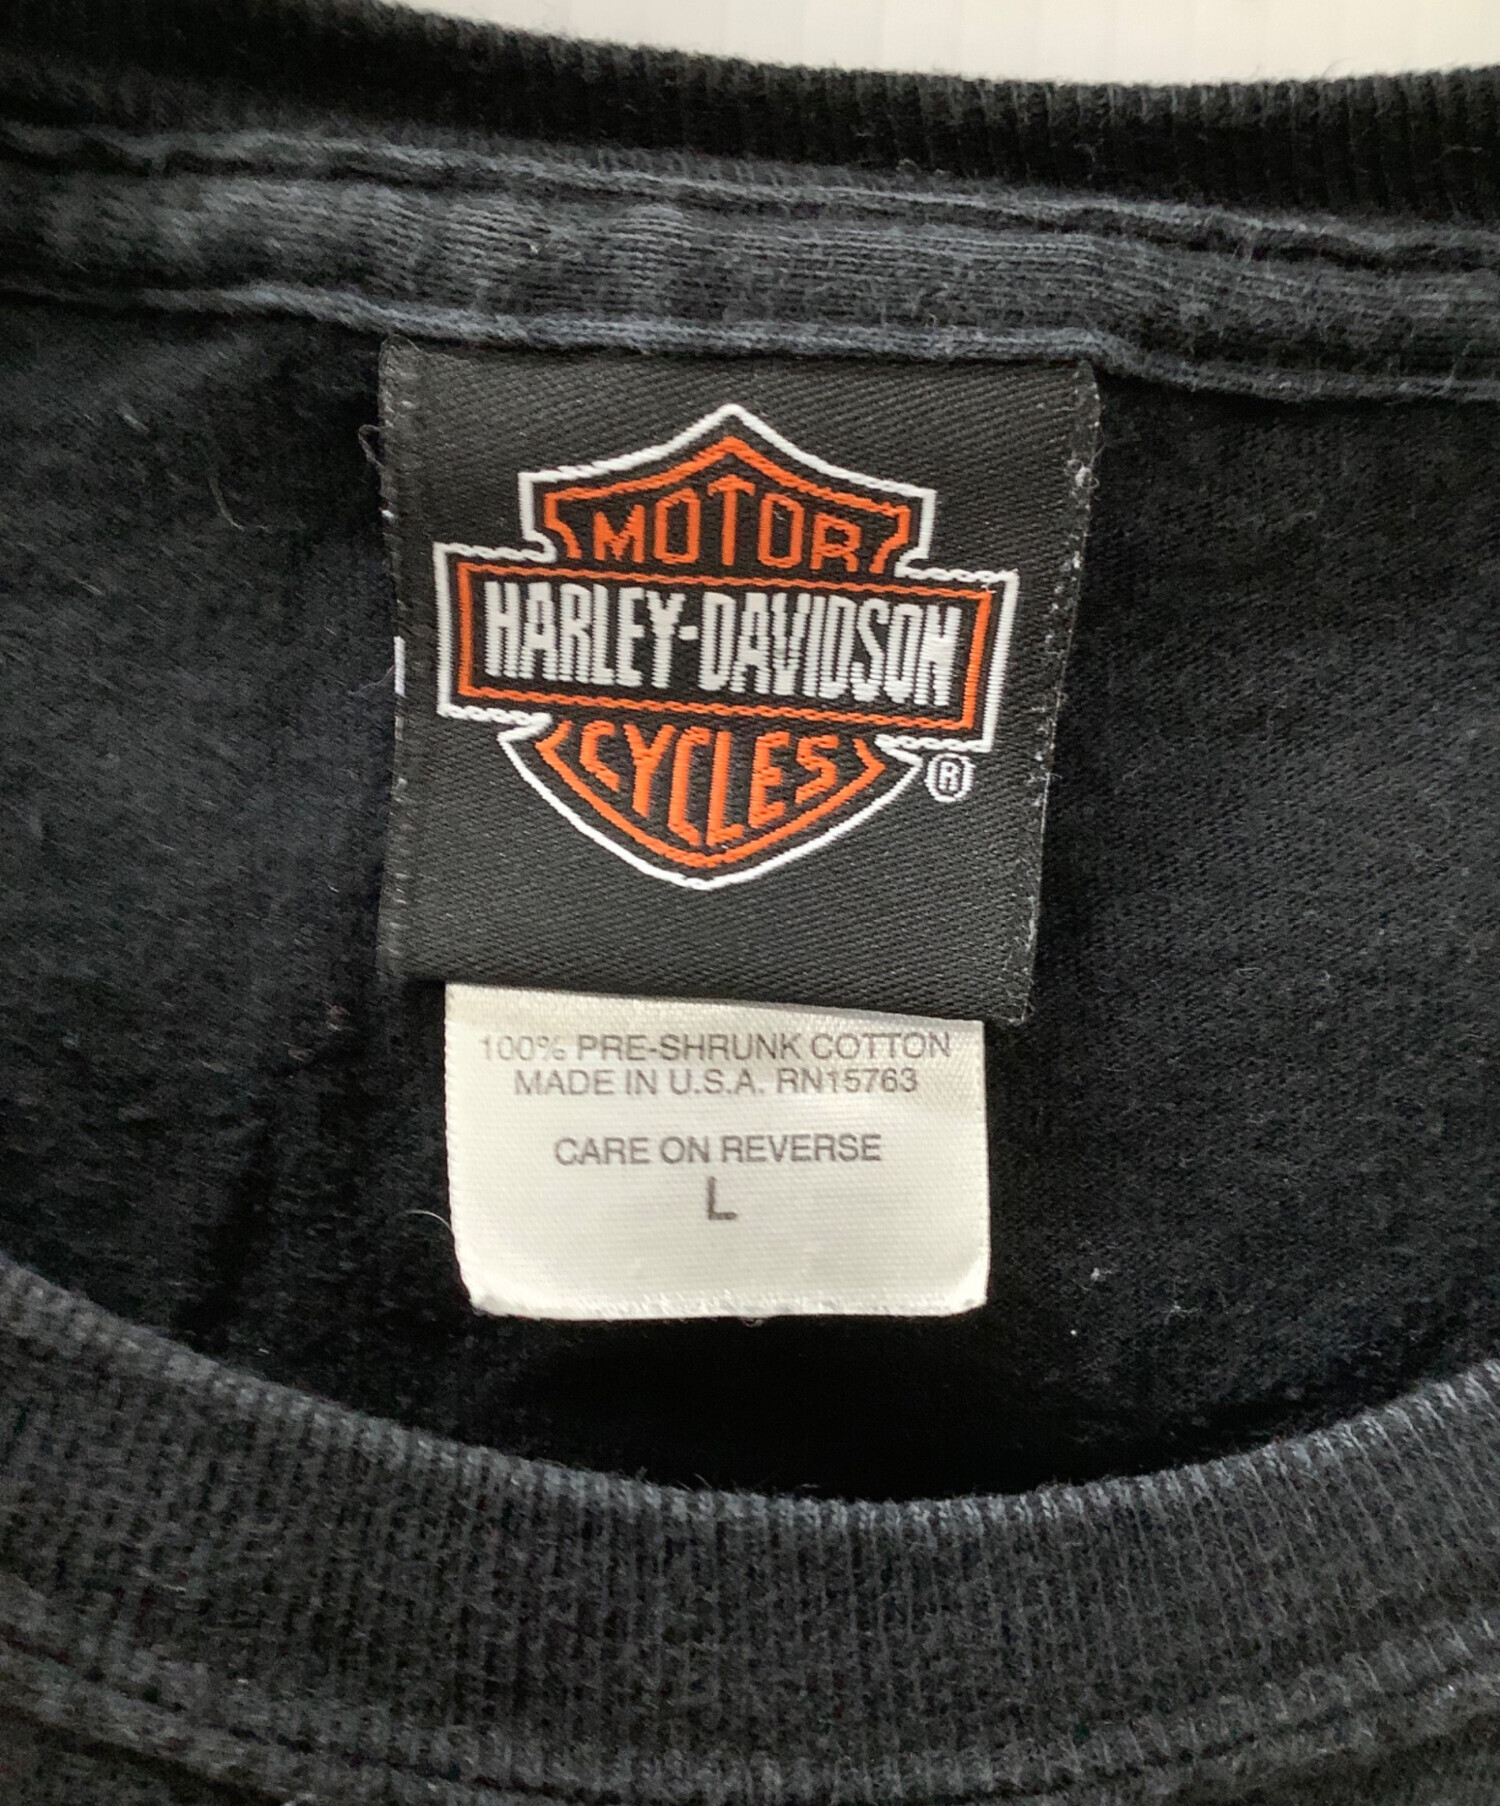 MOTOR
HARLEY-DAVIDSON
CYCLES
®
100% PRE-SHRUNK COTTON
MADE IN U.S.A. RN15763
CARE ON REVERSE
L